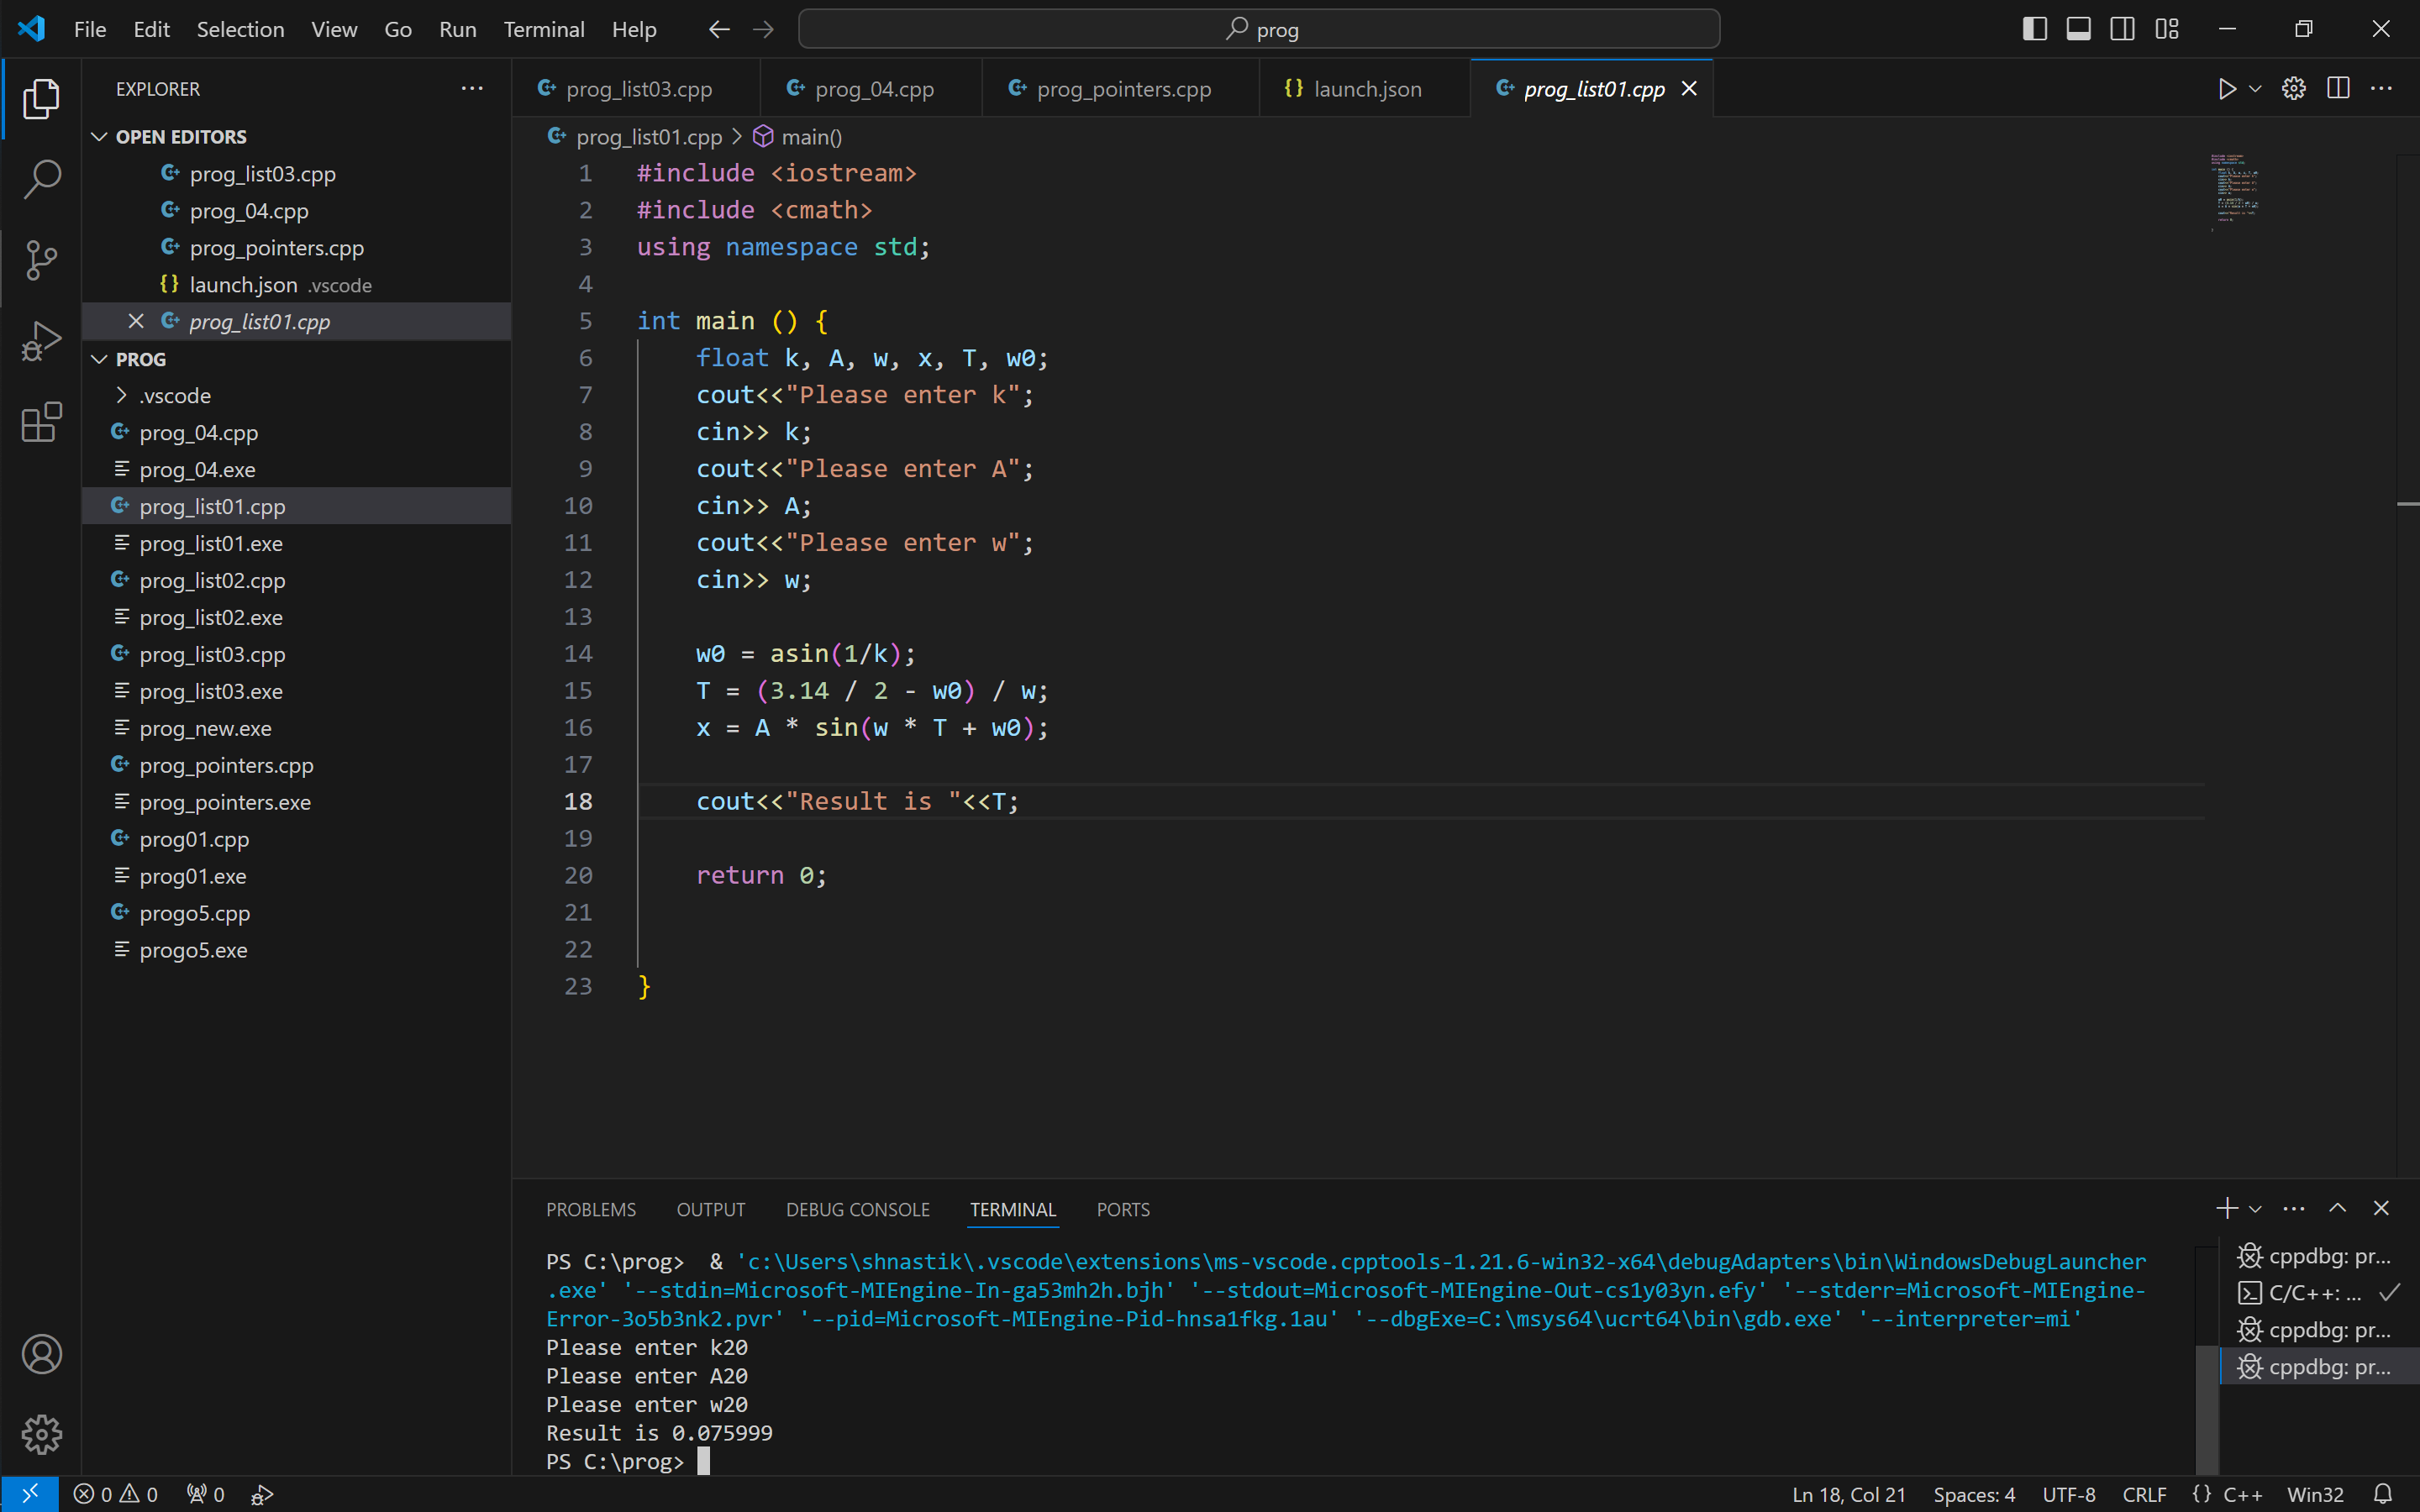 File Edit Selection View Go Run Terminal Help
prog
EXPLORER
OPEN EDITORS
prog_list03.cpp
prog_04.cpp
prog_pointers.cpp
launch.json .vscode
prog_list01.cpp
PROG
.vscode
prog_04.cpp
prog_04.exe
prog_list01.cpp
prog_list01.exe
prog_list02.cpp
prog_list02.exe
prog_list03.cpp
prog_list03.exe
prog_new.exe
prog_pointers.cpp
prog_pointers.exe
prog01.cpp
prog01.exe
progo5.cpp
progo5.exe
prog_list03.cpp prog_04.cpp prog_pointers.cpp launch.json prog_list01.cpp
prog_list01.cpp > main()
1 #include <iostream>
2 #include <cmath>
3 using namespace std;
4
5 int main () {
6 float k, A, w, x, T, w0;
7 cout<<"Please enter k";
8 cin>> k;
9 cout<<"Please enter A";
10 cin>> A;
11 cout<<"Please enter w";
12 cin>> w;
13
14 w0 = asin(1/k);
15 T = (3.14 / 2 - w0) / w;
16 x = A * sin(w * T + w0);
17
18 cout<<"Result is "<<T;
19
20 return 0;
21
22
23 }
PROBLEMS OUTPUT DEBUG CONSOLE TERMINAL PORTS
PS C:\prog> & 'c:\Users\shnastik\.vscode\extensions\ms-vscode.cpptools-1.21.6-win32-x64\debugAdapters\bin\WindowsDebugLauncher
.exe' '--stdin=Microsoft-MIEngine-In-ga53mh2h.bjh' '--stdout=Microsoft-MIEngine-Out-cs1y03yn.efy' '--stderr=Microsoft-MIEngine-
Error-3o5b3nk2.pvr' '--pid=Microsoft-MIEngine-Pid-hnsa1fkg.1au' '--dbgExe=C:\msys64\ucrt64\bin\gdb.exe' '--interpreter=mi'
Please enter k20
Please enter A20
Please enter w20
Result is 0.075999
PS C:\prog>
cppdbg: pr...
C/C++: ...
cppdbg: pr...
cppdbg: pr...
0 0 0 Ln 18, Col 21 Spaces: 4 UTF-8 CRLF {} C++ Win32